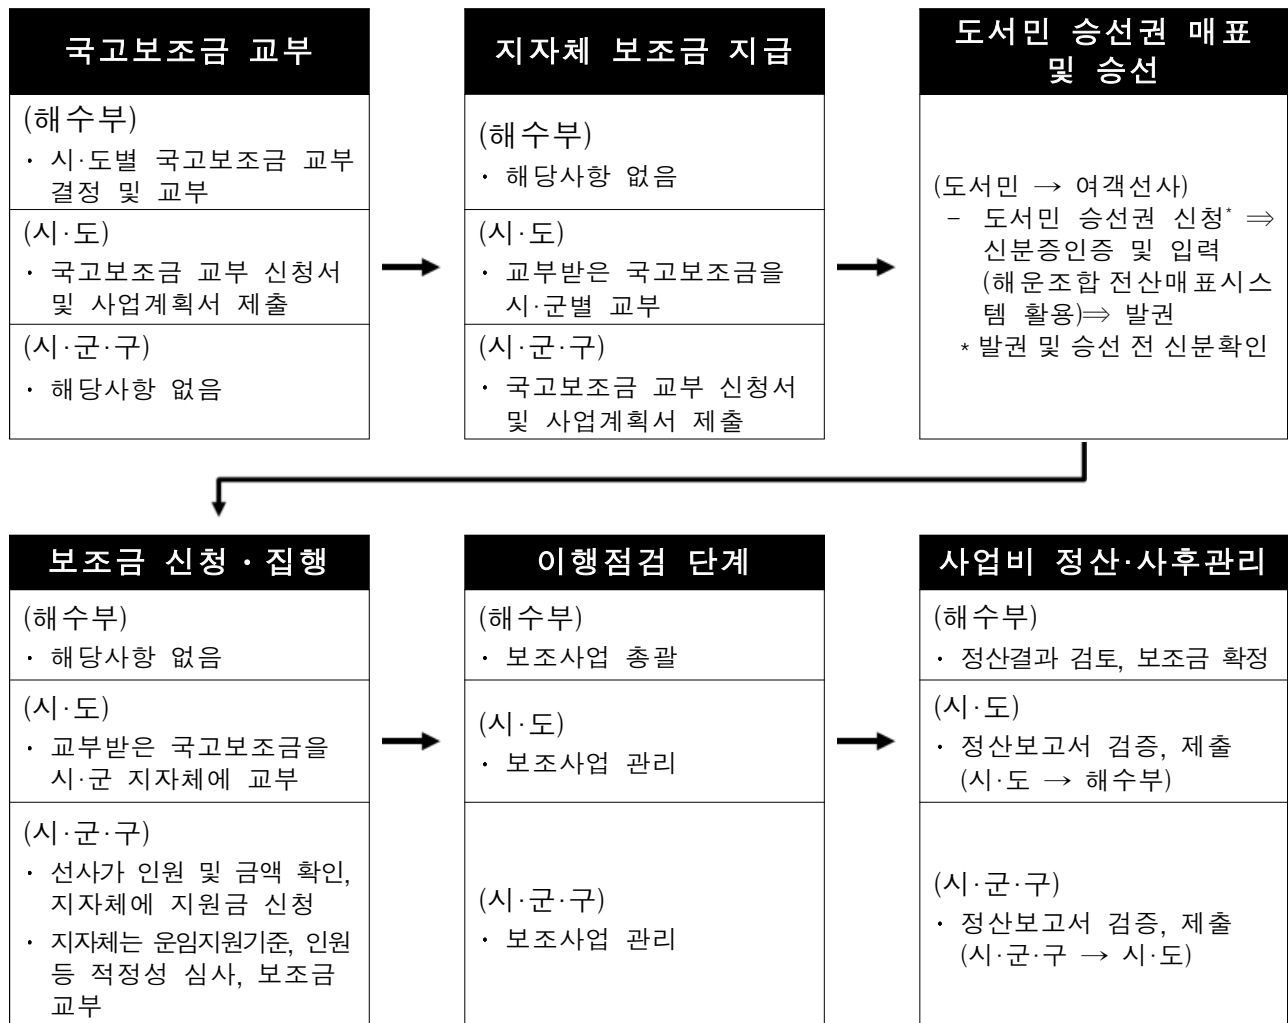 국고보조금 교부
(해수부)
· 시·도별 국고보조금 교부
결정 및 교부
(시·도)
· 국고보조금 교부 신청서
및 사업계획서 제출
(시·군·구)
· 해당사항 없음
지자체 보조금 지급
(해수부)
· 해당사항 없음
(시·도)
· 교부받은 국고보조금을
시·군별 교부
(시·군·구)
· 국고보조금 교부 신청서
및 사업계획서 제출
도서민 승선권 매표
및 승선
(도서민 → 여객선사)
- 도서민 승선권 신청* ⇒
신분증인증 및 입력
(해운조합 전산매표시스
템 활용)⇒ 발권
* 발권 및 승선 전 신분확인
보조금 신청·집행
(해수부)
· 해당사항 없음
(시·도)
· 교부받은 국고보조금을
시·군 지자체에 교부
(시·군·구)
· 선사가 인원 및 금액 확인,
지자체에 지원금 신청
· 지자체는 운임지원기준, 인원
등 적정성 심사, 보조금
교부
이행점검 단계
(해수부)
· 보조사업 총괄
(시·도)
· 보조사업 관리
(시·군·구)
· 보조사업 관리
사업비 정산·사후관리
(해수부)
· 정산결과 검토, 보조금 확정
(시·도)
· 정산보고서 검증, 제출
(시·도 → 해수부)
(시·군·구)
· 정산보고서 검증, 제출
(시·군·구 → 시·도)